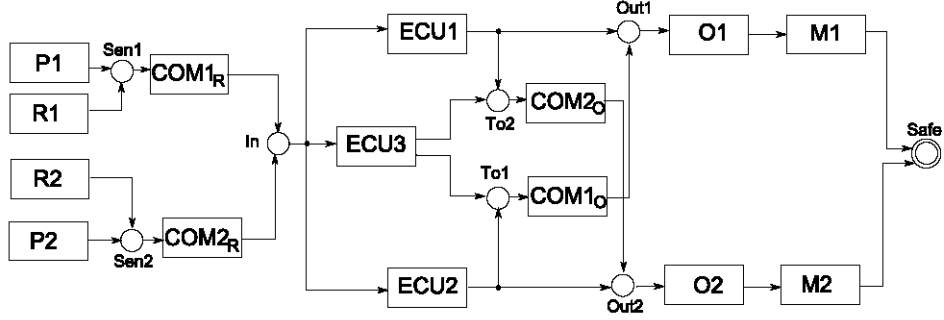 ECU1
Out1
O1
M1
Sen1
P1
COM1R
R1
COM2O
To2
In
ECU3
Safe
R2
To1
COM1O
P2
COM2R
Sen2
ECU2
Out2
O2
M2